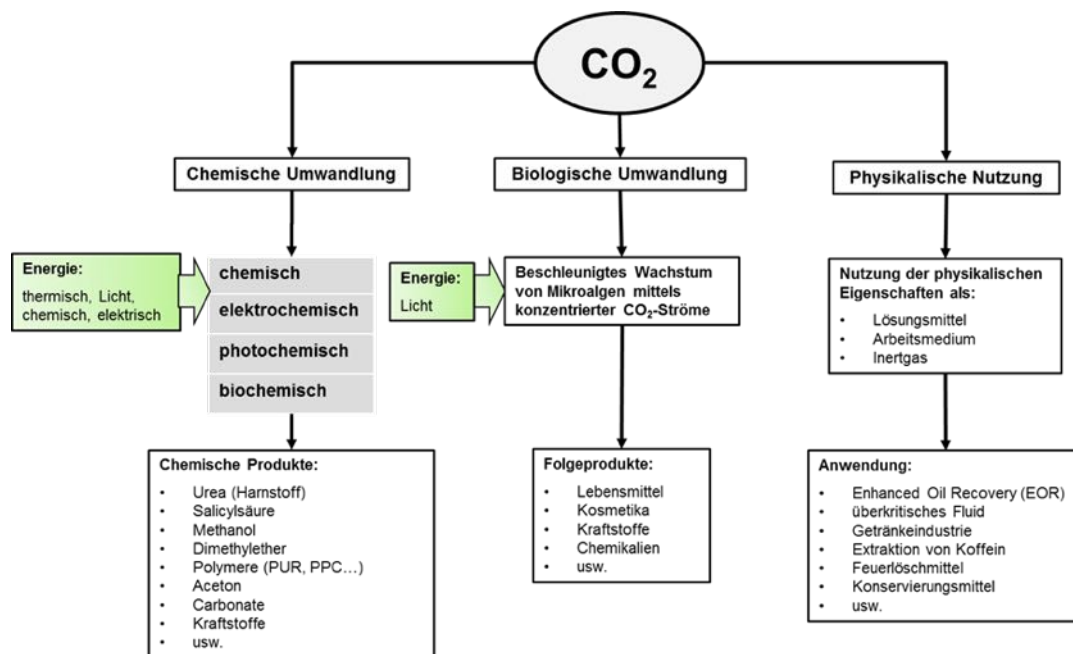 CO₂
Chemische Umwandlung
Biologische Umwandlung
Physikalische Nutzung
Energie:
thermisch, Licht,
chemisch, elektrisch
chemisch
elektrochemisch
photochemisch
biochemisch
Energie:
Licht
Beschleunigtes Wachstum
von Mikroalgen mittels
konzentrierter CO₂-Ströme
Nutzung der physikalischen
Eigenschaften als:
• Lösungsmittel
• Arbeitsmedium
• Inertgas
Chemische Produkte:
• Urea (Harnstoff)
• Salicylsäure
• Methanol
• Dimethylether
• Polymere (PUR, PPC…)
• Aceton
• Carbonate
• Kraftstoffe
• usw.
Folgeprodukte:
• Lebensmittel
• Kosmetika
• Kraftstoffe
• Chemikalien
• usw.
Anwendung:
• Enhanced Oil Recovery (EOR)
• überkritisches Fluid
• Getränkeindustrie
• Extraktion von Koffein
• Feuerlöschmittel
• Konservierungsmittel
• usw.